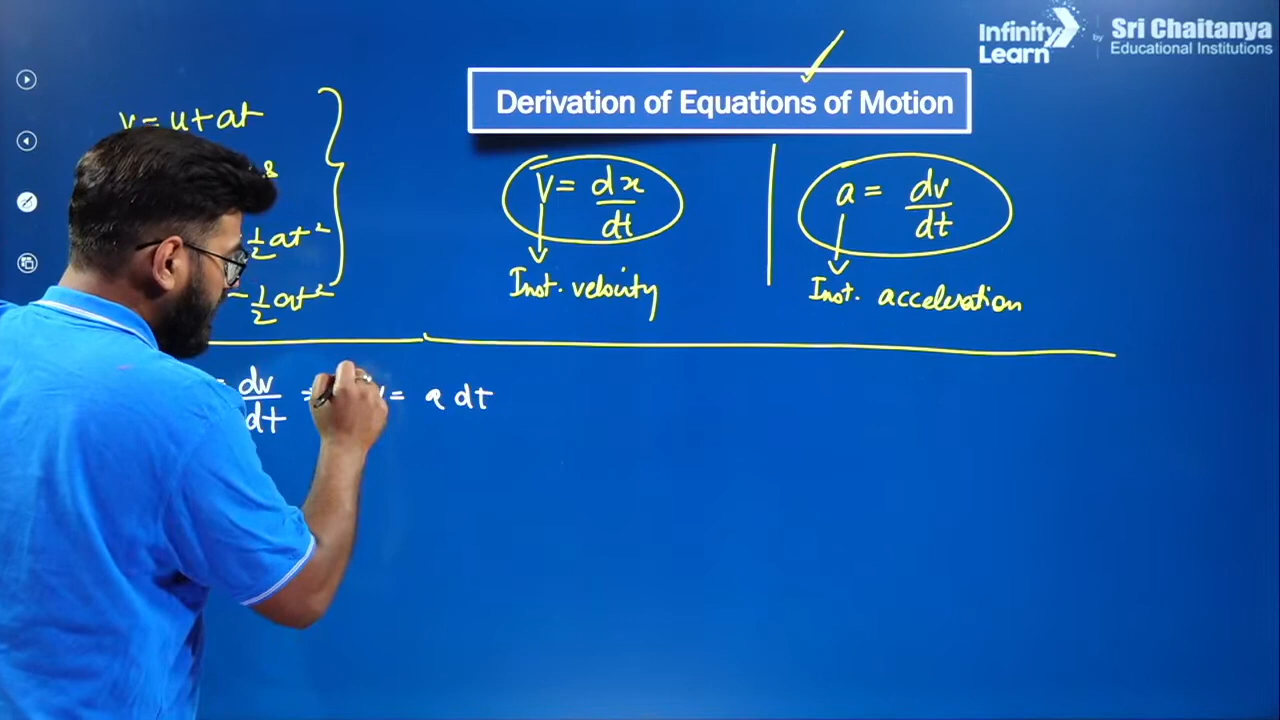 Infinity Learn by Sri Chaitanya Educational Institutions
Derivation of Equations of Motion
v = u + at
1/2 at²
- 1/2 at²
v = dx/dt
Inst. velocity
a = dv/dt
Inst. acceleration
= dv/dt = a dt